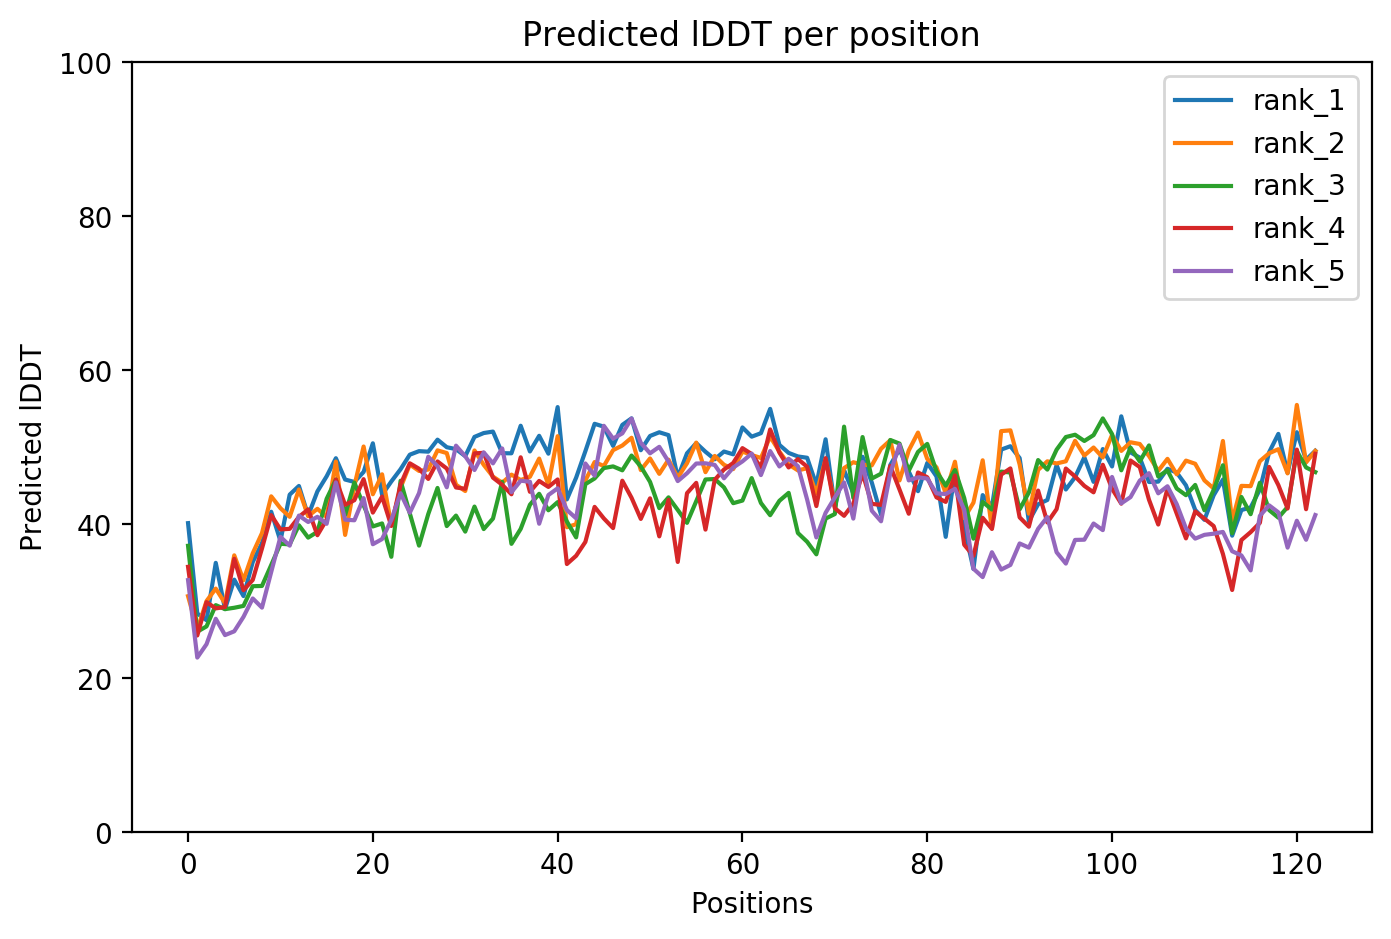 Predicted lDDT per position
Predicted lDDT
100
80
60
40
20
0
rank_1
rank_2
rank_3
rank_4
rank_5
0 20 40 60 80 100 120
Positions